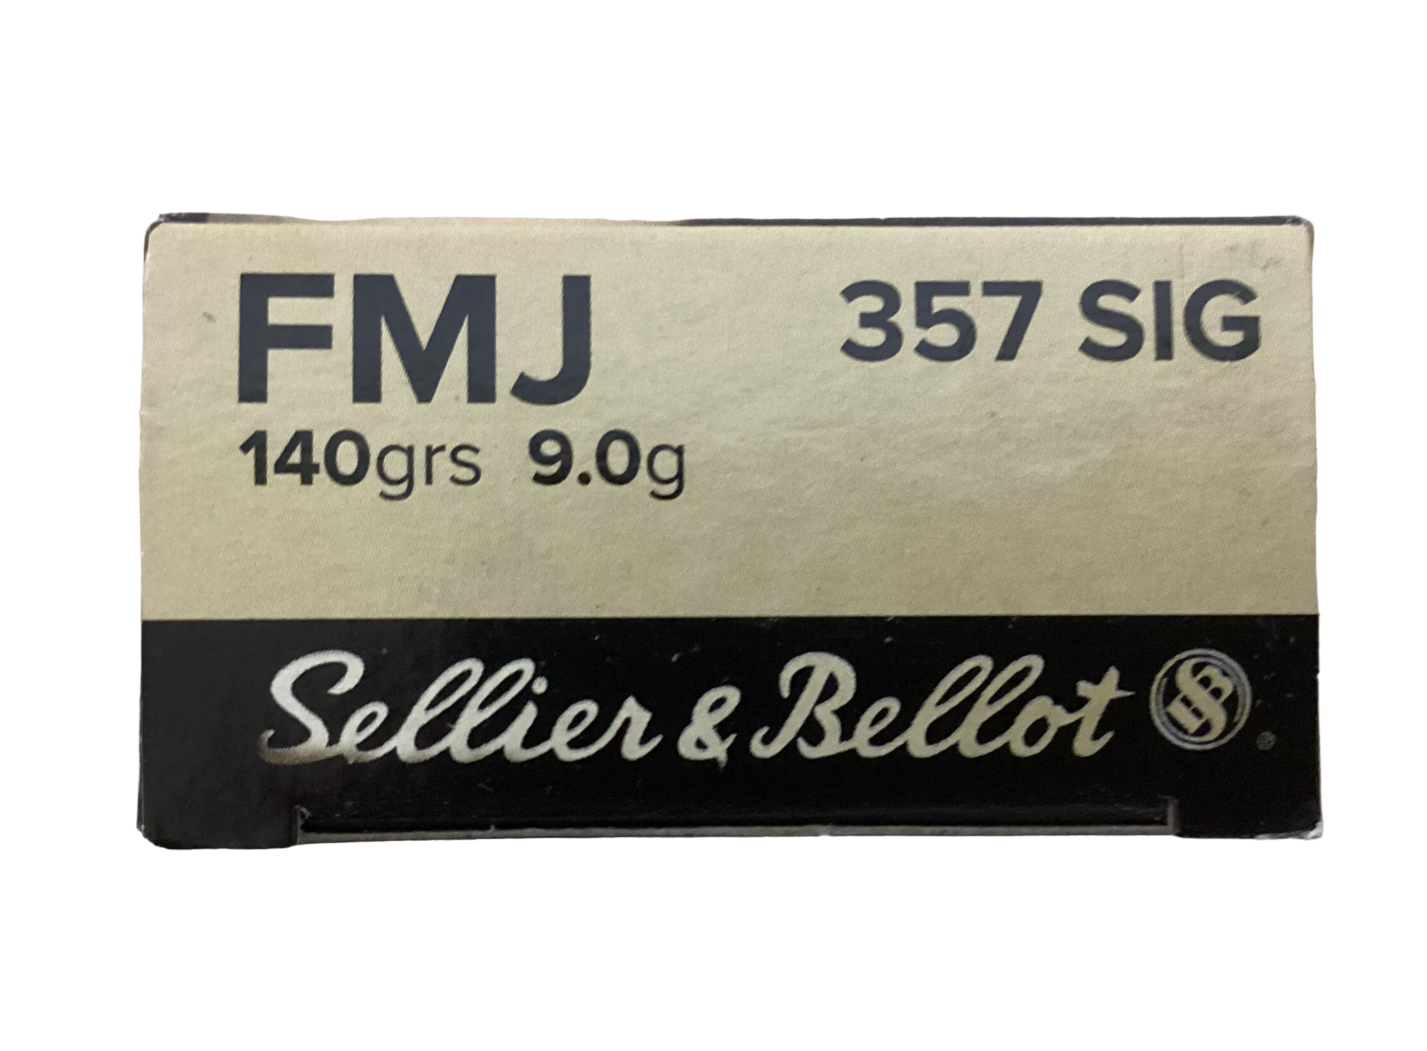 FMJ 357 SIG
140grs 9.0g
Sellier & Bellot